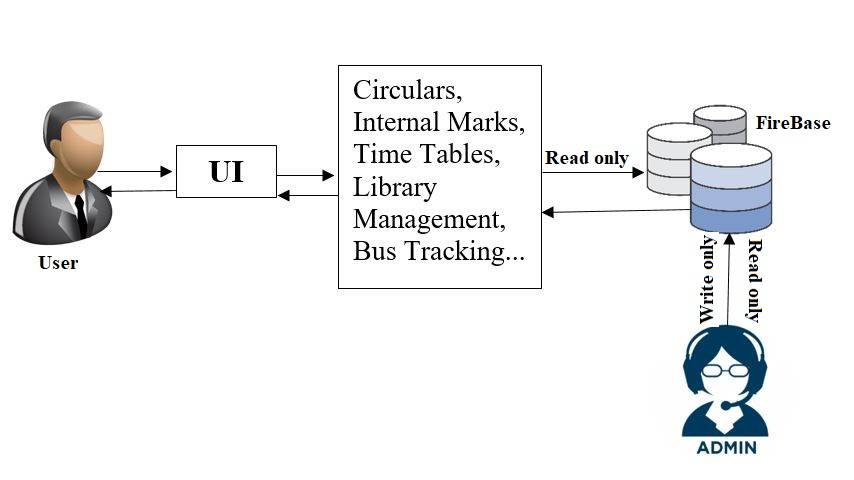 User
UI
Circulars,
Internal Marks,
Time Tables,
Library
Management,
Bus Tracking...
Read only
FireBase
Write only
Read only
ADMIN